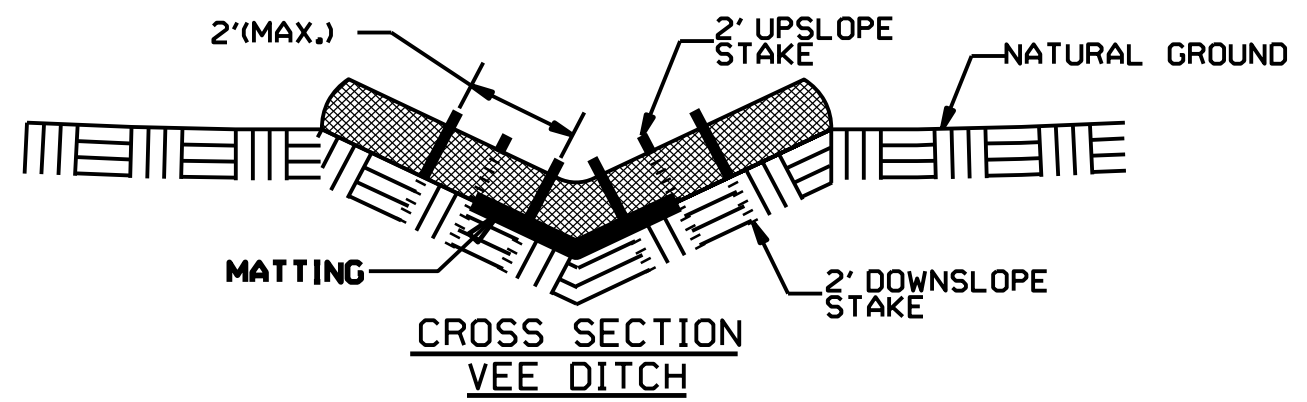 2'(MAX.)
2' UPSLOPE
STAKE
NATURAL GROUND
MATTING
2' DOWNSLOPE
STAKE
CROSS SECTION
VEE DITCH